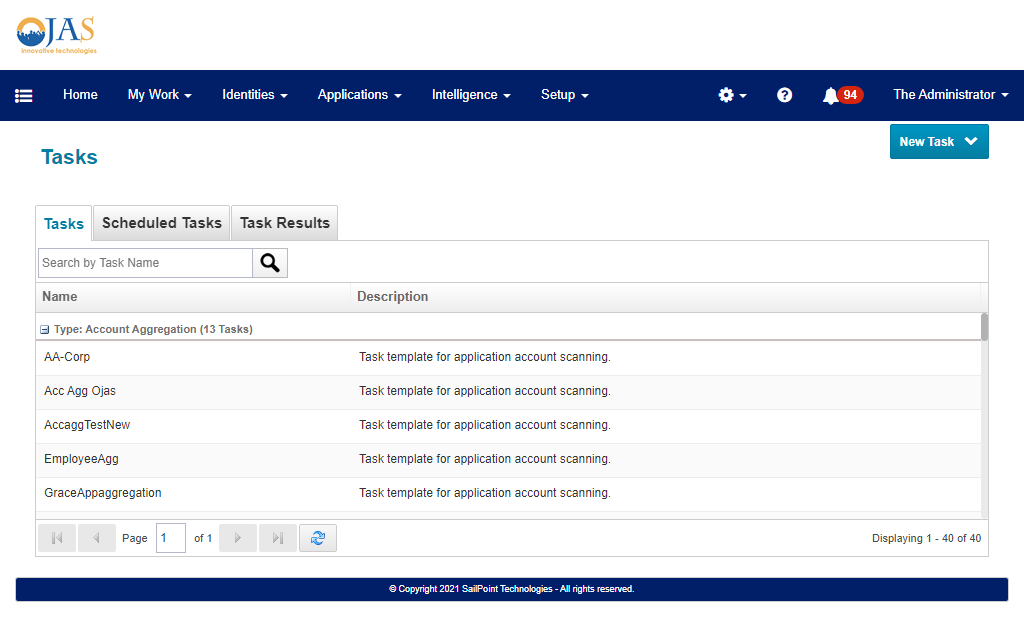 OJAS
innovative technologies
Home My Work Identities Applications Intelligence Setup 94 The Administrator
Tasks New Task
Tasks Scheduled Tasks Task Results
Search by Task Name
Name Description
Type: Account Aggregation (13 Tasks)
AA-Corp Task template for application account scanning.
Acc Agg Ojas Task template for application account scanning.
AccaggTestNew Task template for application account scanning.
EmployeeAgg Task template for application account scanning.
GraceAppaggregation Task template for application account scanning.
Page 1 of 1 Displaying 1 - 40 of 40
© Copyright 2021 SailPoint Technologies - All rights reserved.